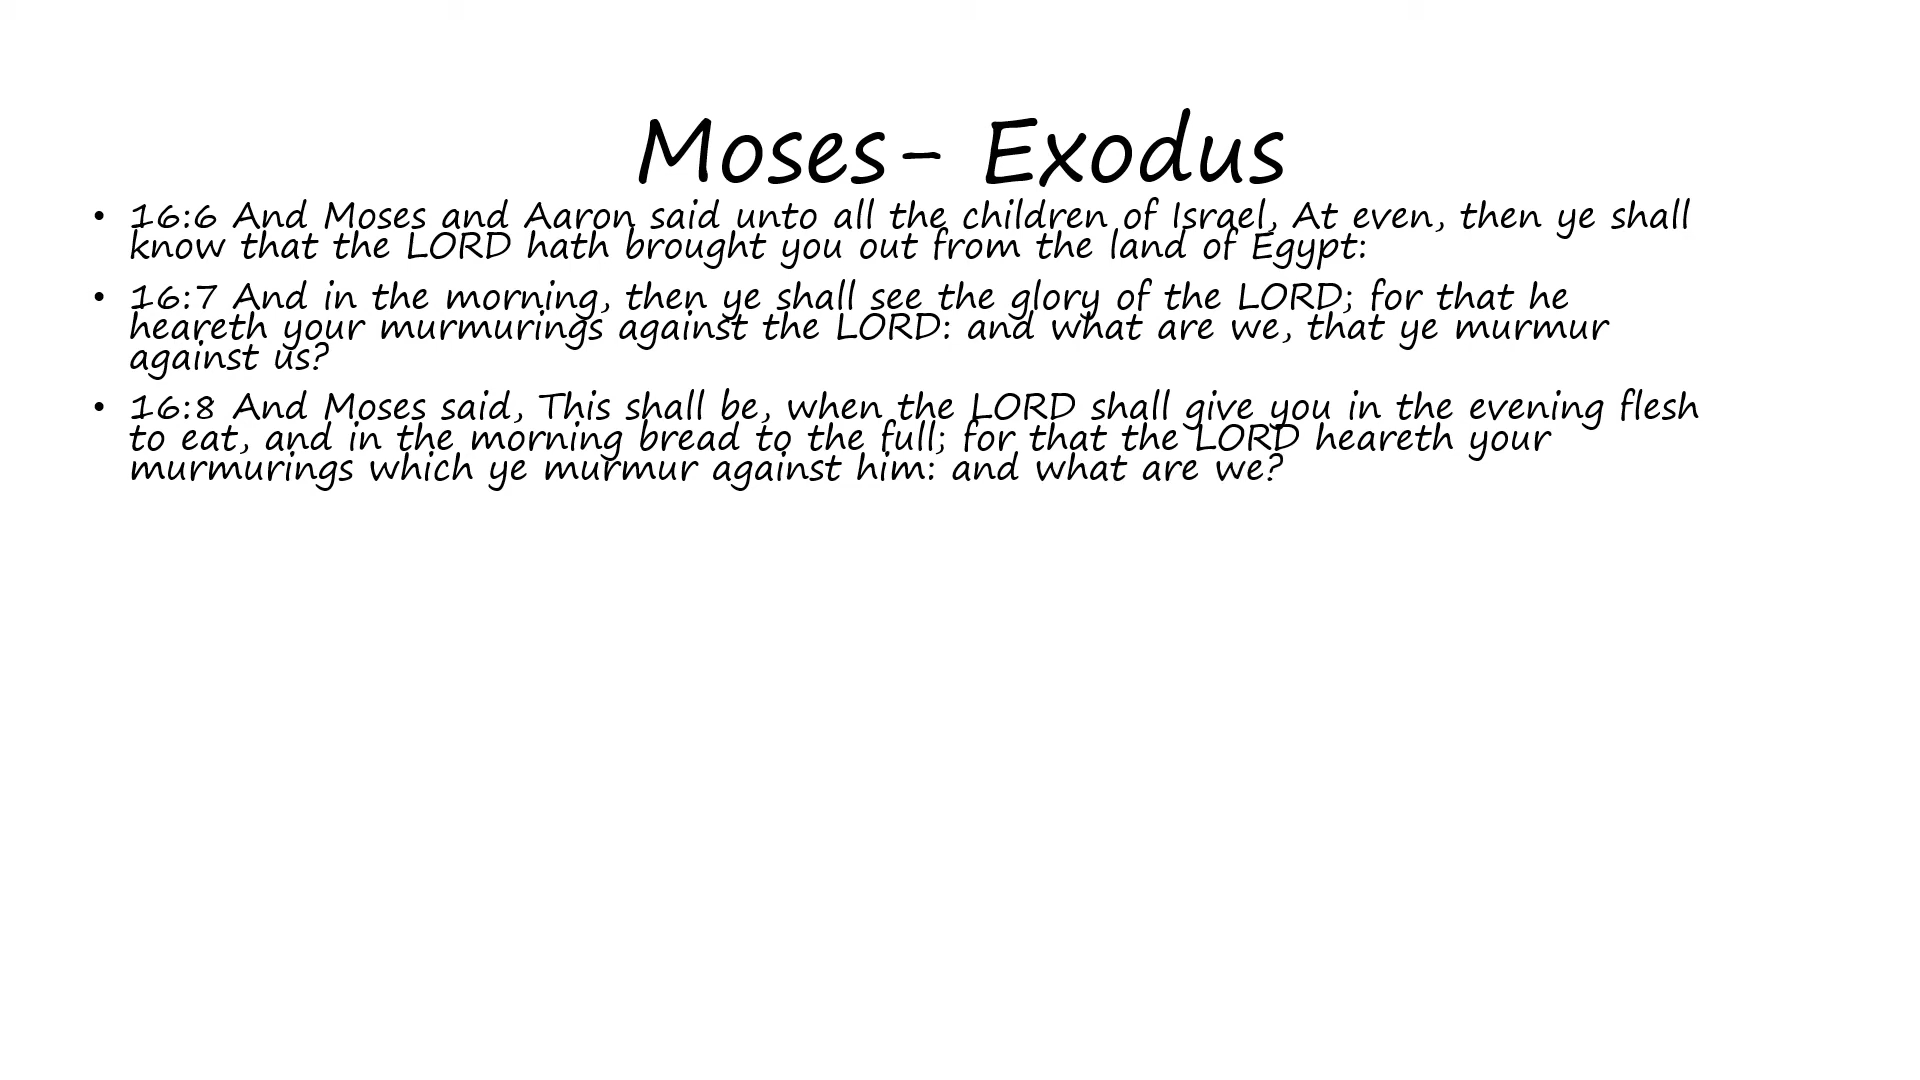 Moses- Exodus
• 16:6 And Moses and Aaron said unto all the children of Israel, At even, then ye shall
know that the LORD hath brought you out from the land of Egypt:
• 16:7 And in the morning, then ye shall see the glory of the LORD; for that he
heareth your murmurings against the LORD: and what are we, that ye murmur
against us?
• 16:8 And Moses said, This shall be, when the LORD shall give you in the evening flesh
to eat, and in the morning bread to the full; for that the LORD heareth your
murmurings which ye murmur against him: and what are we?